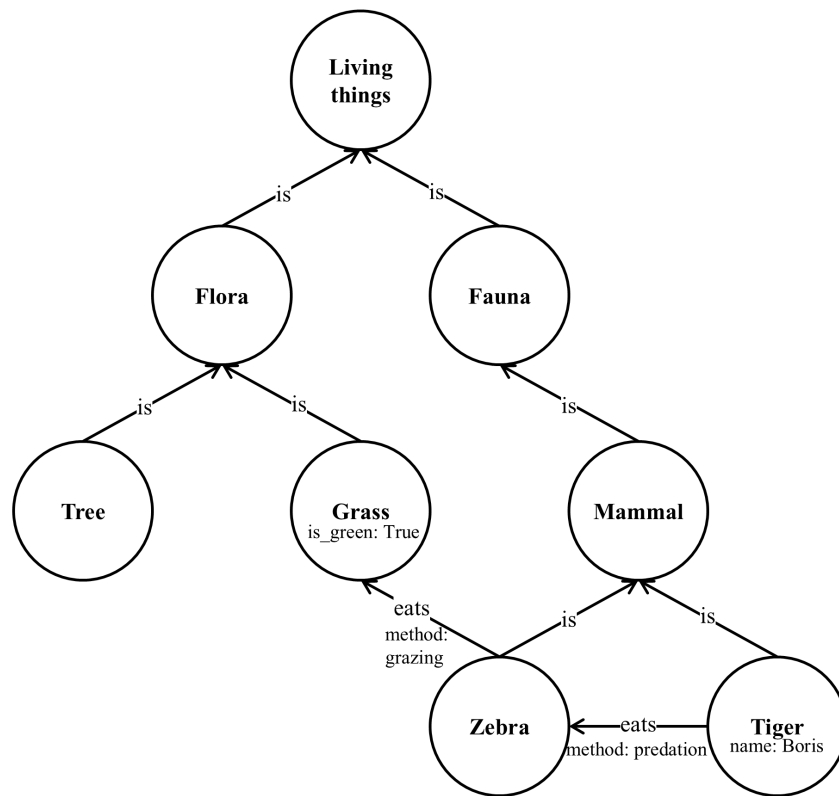 Living
things
is
is
Flora
Fauna
is
is
is
Tree
Grass
is_green: True
Mammal
eats
method:
grazing
is
is
Zebra
eats
method: predation
Tiger
name: Boris